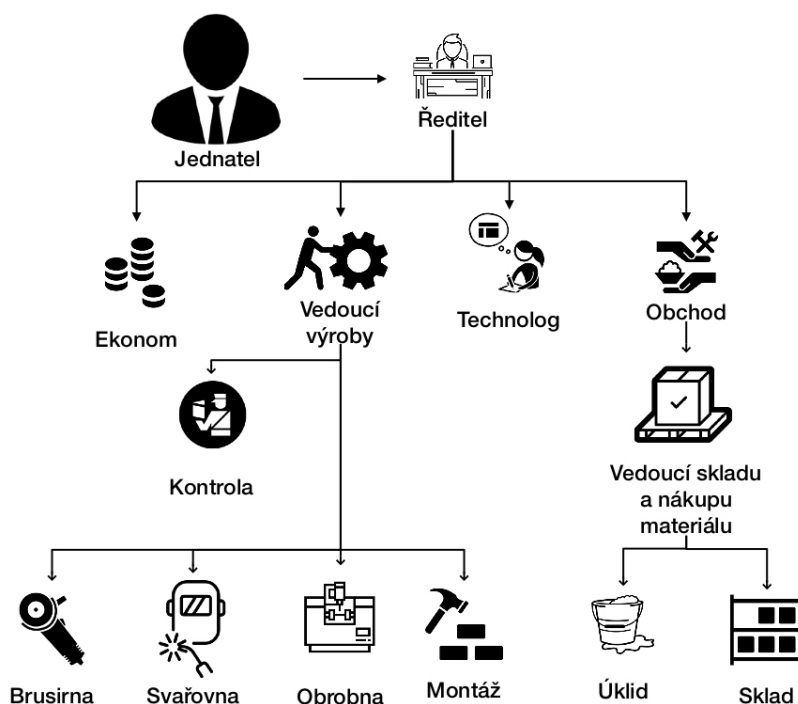 Jednatel
Ředitel
Ekonom
Vedoucí
výroby
Technolog
Obchod
Kontrola
Vedoucí skladu
a nákupu
materiálu
Brusirna
Svařovna
Obrobna
Montáž
Úklid
Sklad